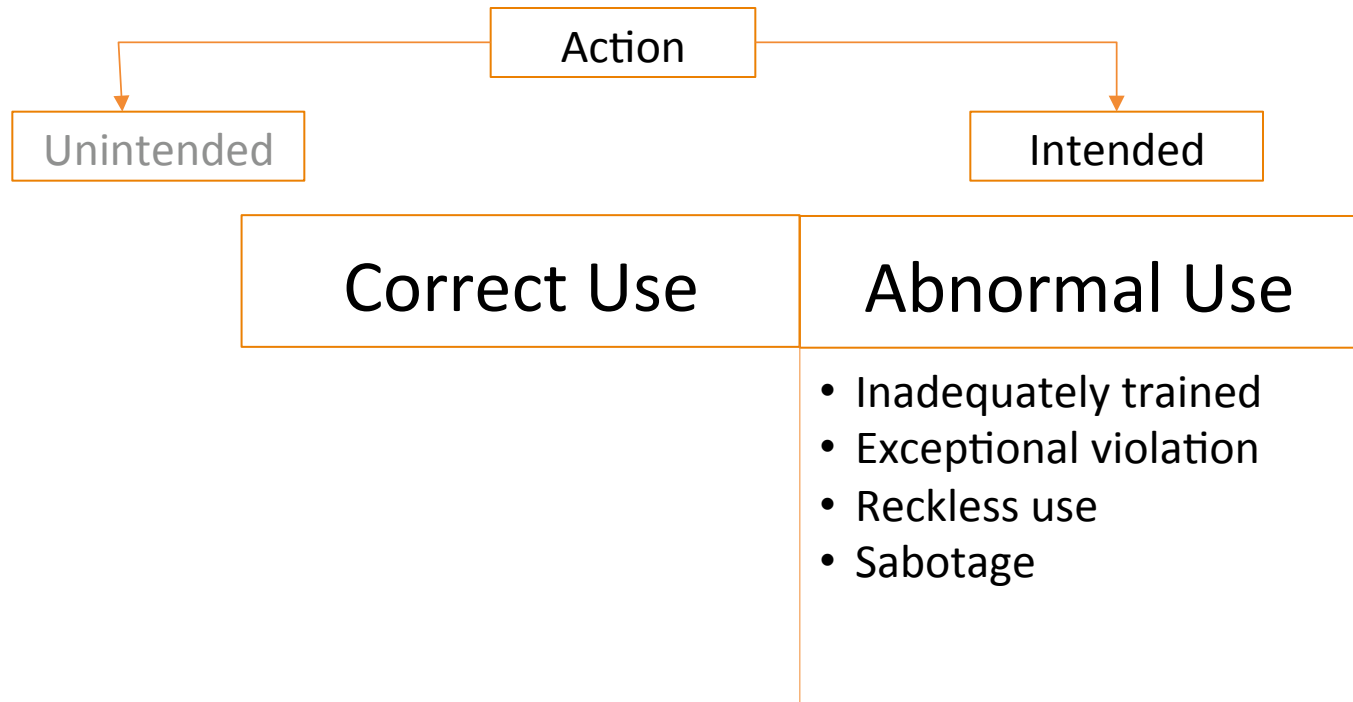 Action
Unintended
Intended
Correct Use
Abnormal Use
• Inadequately trained
• Exceptional violation
• Reckless use
• Sabotage